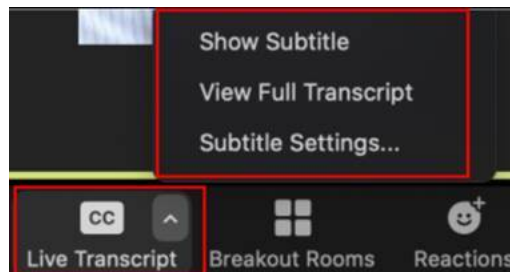 Show Subtitle
View Full Transcript
Subtitle Settings...
CC
Live Transcript Breakout Rooms Reactions